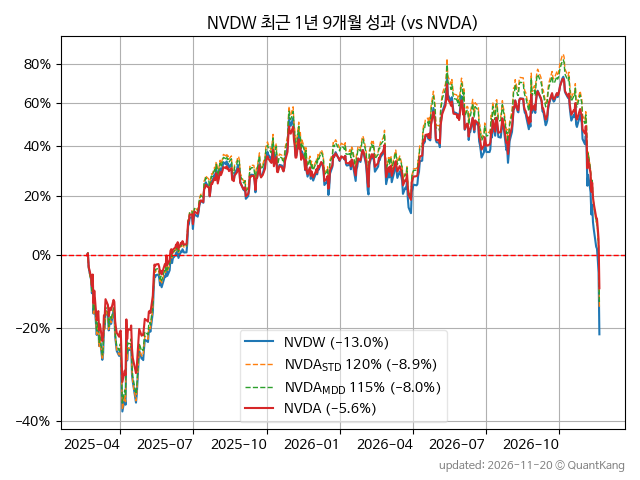 NVDW 최근 1년 9개월 성과 (vs NVDA)
80%
60%
40%
20%
0%
−20%
−40%
NVDW (−13.0%)
NVDA_STD 120% (−8.9%)
NVDA_MDD 115% (−8.0%)
NVDA (−5.6%)
2025−04 2025−07 2025−10 2026−01 2026−04 2026−07 2026−10
updated: 2026−11−20 © QuantKang